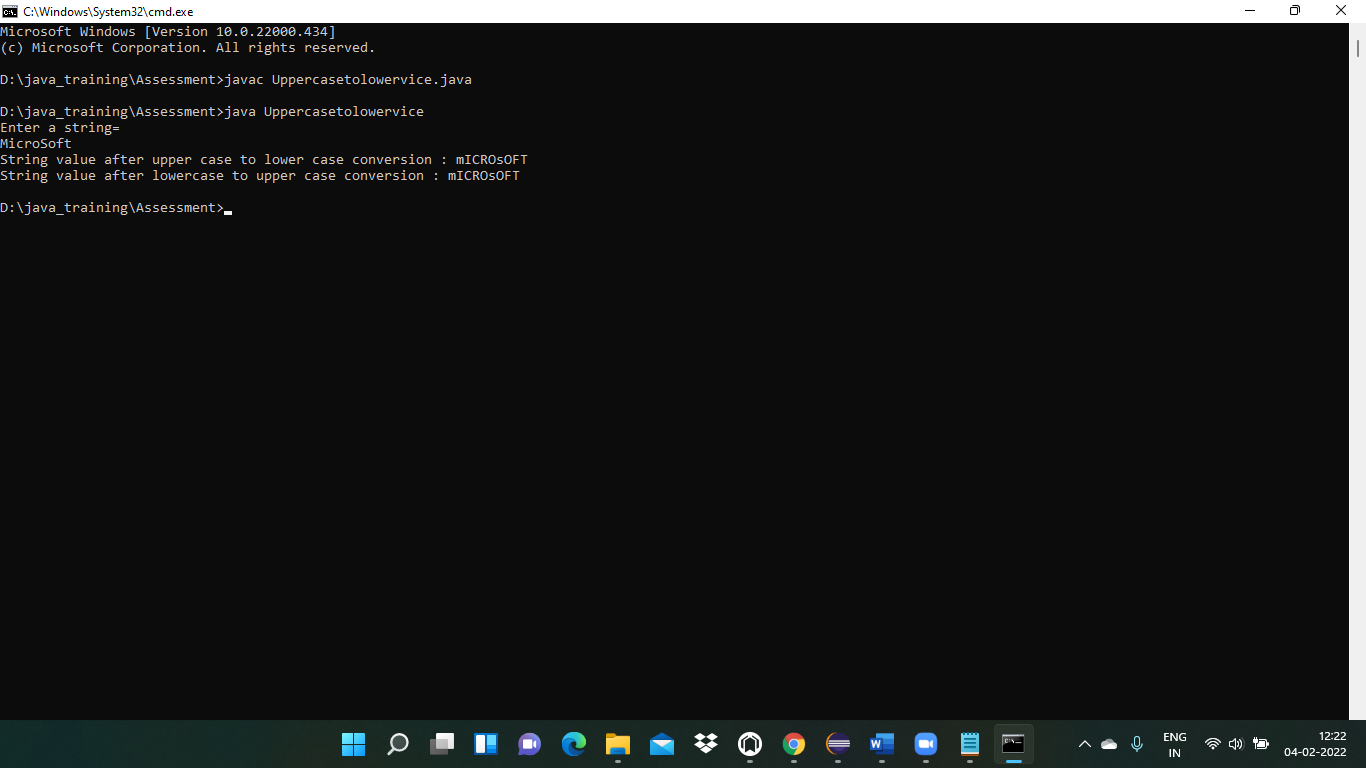 C:\Windows\System32\cmd.exe
Microsoft Windows [Version 10.0.22000.434]
(c) Microsoft Corporation. All rights reserved.
D:\java_training\Assessment>javac Uppercasetolowervice.java
D:\java_training\Assessment>java Uppercasetolowervice
Enter a string=
MicroSoft
String value after upper case to lower case conversion : mICROsOFT
String value after lowercase to upper case conversion : mICROsOFT
D:\java_training\Assessment>
ENG
IN
12:22
04-02-2022